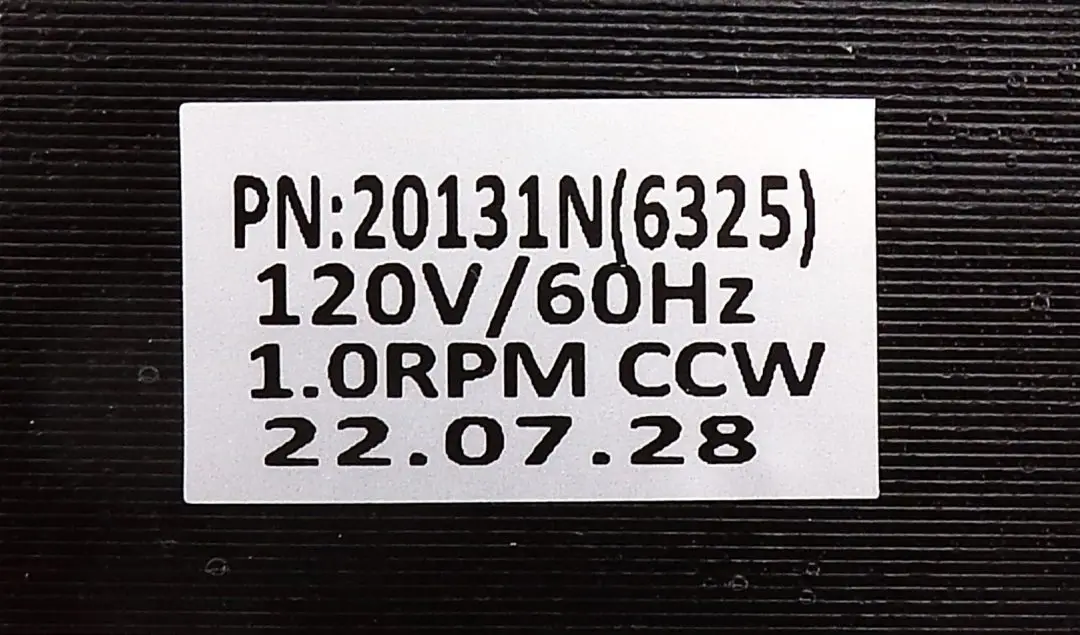 PN:20131N(6325)
120V/60Hz
1.0RPM CCW
22.07.28